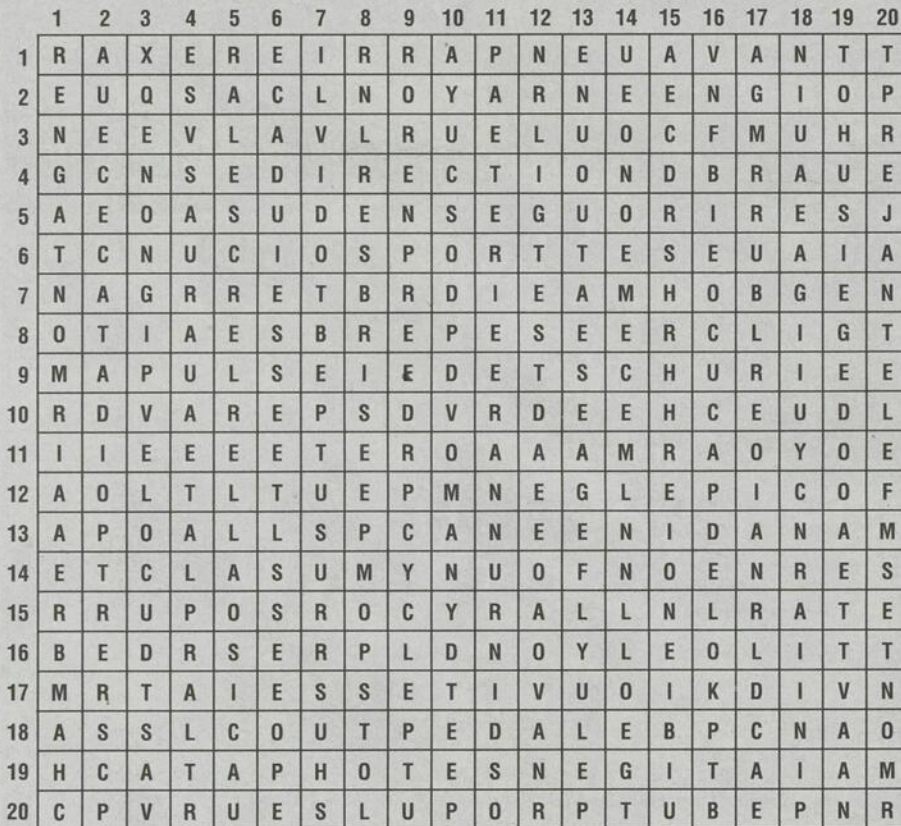 1 2 3 4 5 6 7 8 9 10 11 12 13 14 15 16 17 18 19 20
1 R A X E R E I R R A P N E U A V A N T T
2 E U Q S A C L N O Y A R N E E N G I O P
3 N E E V L A V L R U E L U O C F M U H R
4 G C N S E D I R E C T I O N D B R A U E
5 A E O A S U D E N S E G U O R I R E S J
6 T C N U C I O S P O R T T E S E U A I A
7 N A G R R E T B R D I E A M H O B G E N
8 O T I A E S B R E P E S E E R C L I G T
9 M A P U L S E I E D E T S C H U R I E E
10 R D V A R E P S D V R D E E H C E U D L
11 I I E E E E T E R O A A A M R A O Y O E
12 A O L T L T U E P M N E G L E P I C O F
13 A P O A L L S P C A N E E N I D A N A M
14 E T C L A S U M Y N U O F N O E N R E S
15 R R U P O S R O C Y R A L L N L R A T E
16 B E D R S E R P L D N O Y L E O L I T T
17 M R T A I E S S E T I V U O I K D I V N
18 A S S L C O U T P E D A L E B P C N A O
19 H C A T A P H O T E S N E G I T A I A M
20 C P V R U E S L U P O R P T U B E P N R